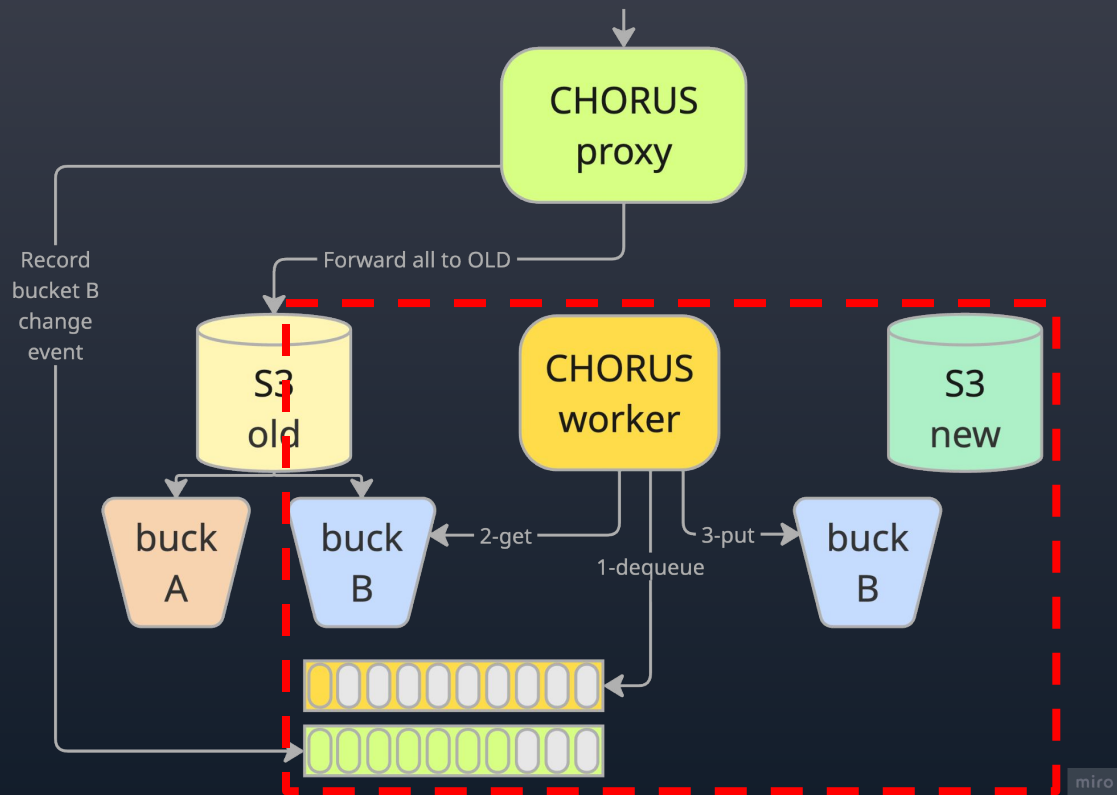 CHORUS
proxy
Record
bucket B
change
event
Forward all to OLD
S3
old
CHORUS
worker
S3
new
buck
A
buck
B
2-get
1-dequeue
3-put
buck
B
miro